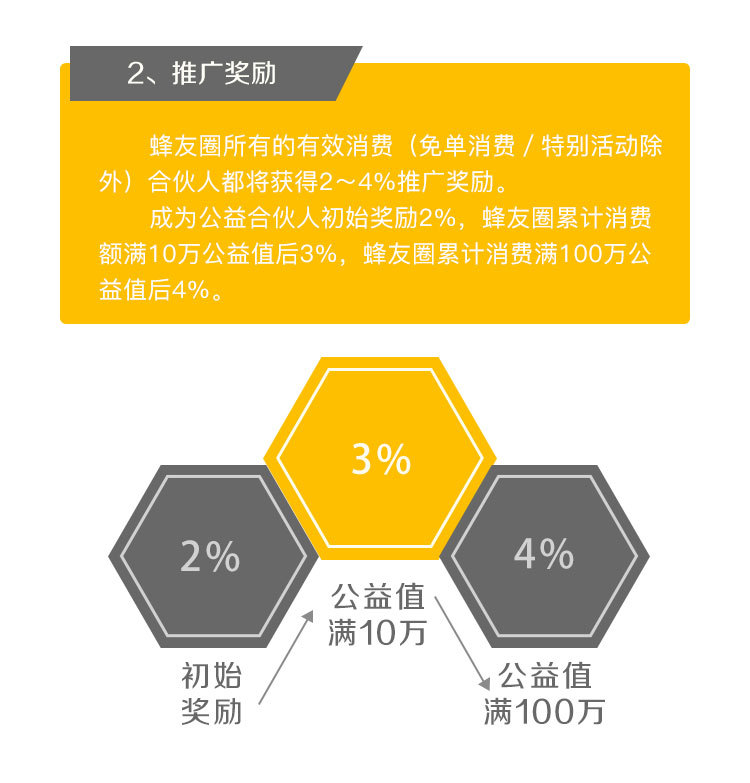 2、推广奖励
蜂友圈所有的有效消费（免单消费 / 特别活动除
外）合伙人都将获得2～4%推广奖励。
成为公益合伙人初始奖励2%，蜂友圈累计消费
额满10万公益值后3%，蜂友圈累计消费满100万公
益值后4%。
3%
2%
4%
公益值
满10万
初始
奖励
公益值
满100万